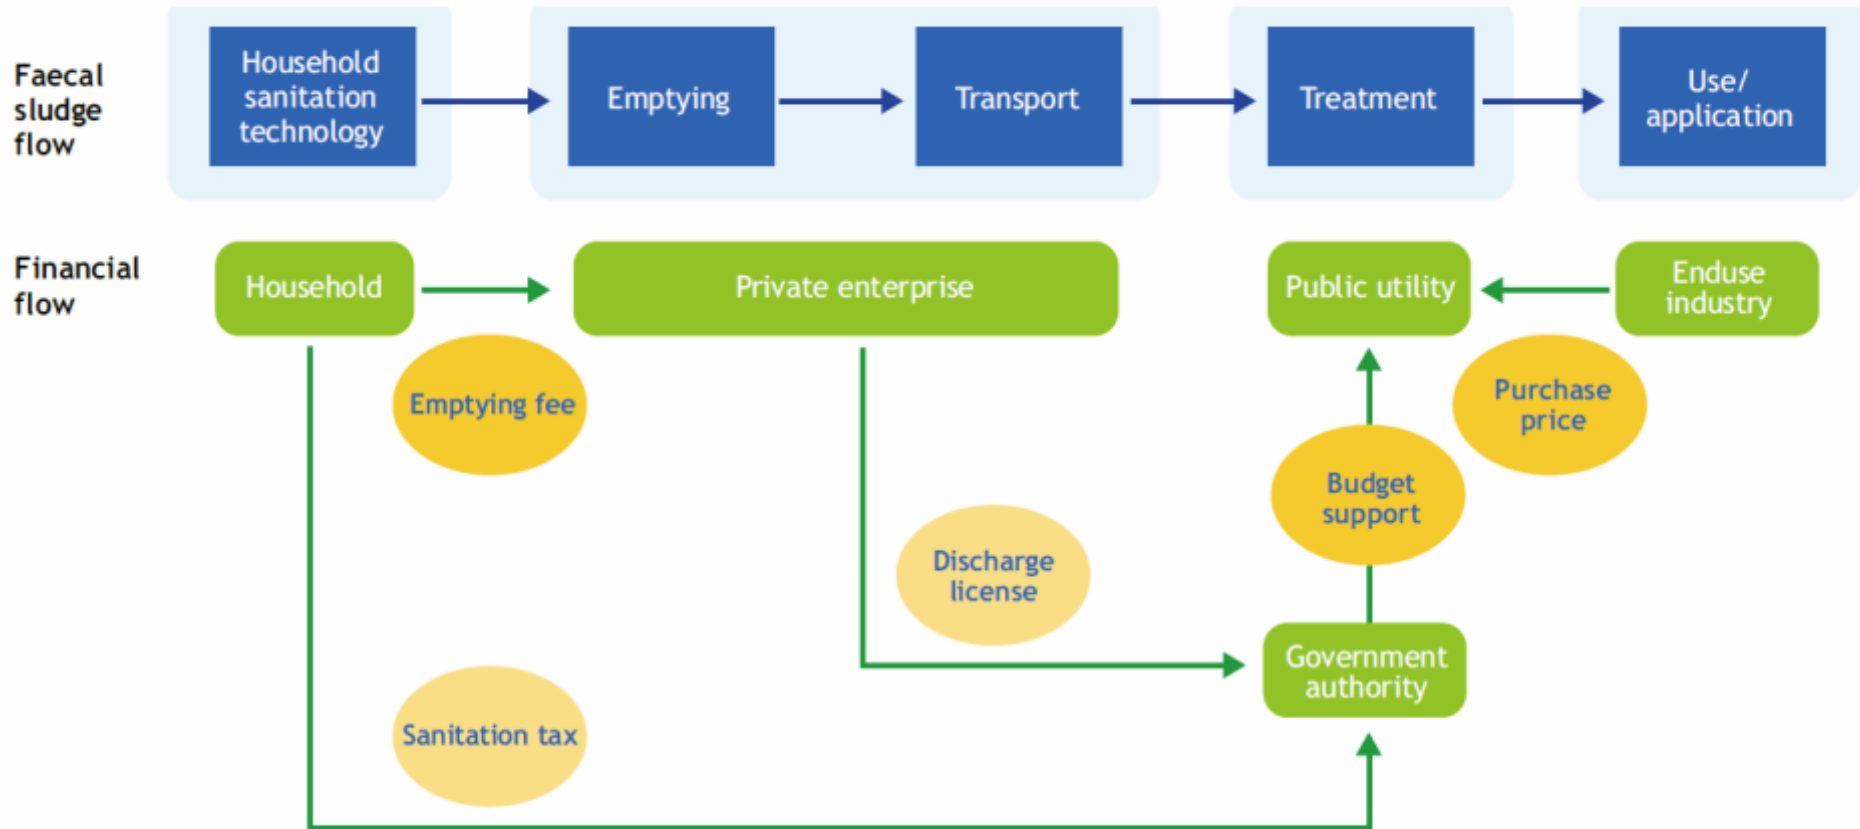 Faecal
sludge
flow
Household
sanitation
technology
Emptying
Transport
Treatment
Use/
application
Financial
flow
Household
Private enterprise
Public utility
Enduse
industry
Emptying fee
Purchase
price
Budget
support
Discharge
license
Government
authority
Sanitation tax